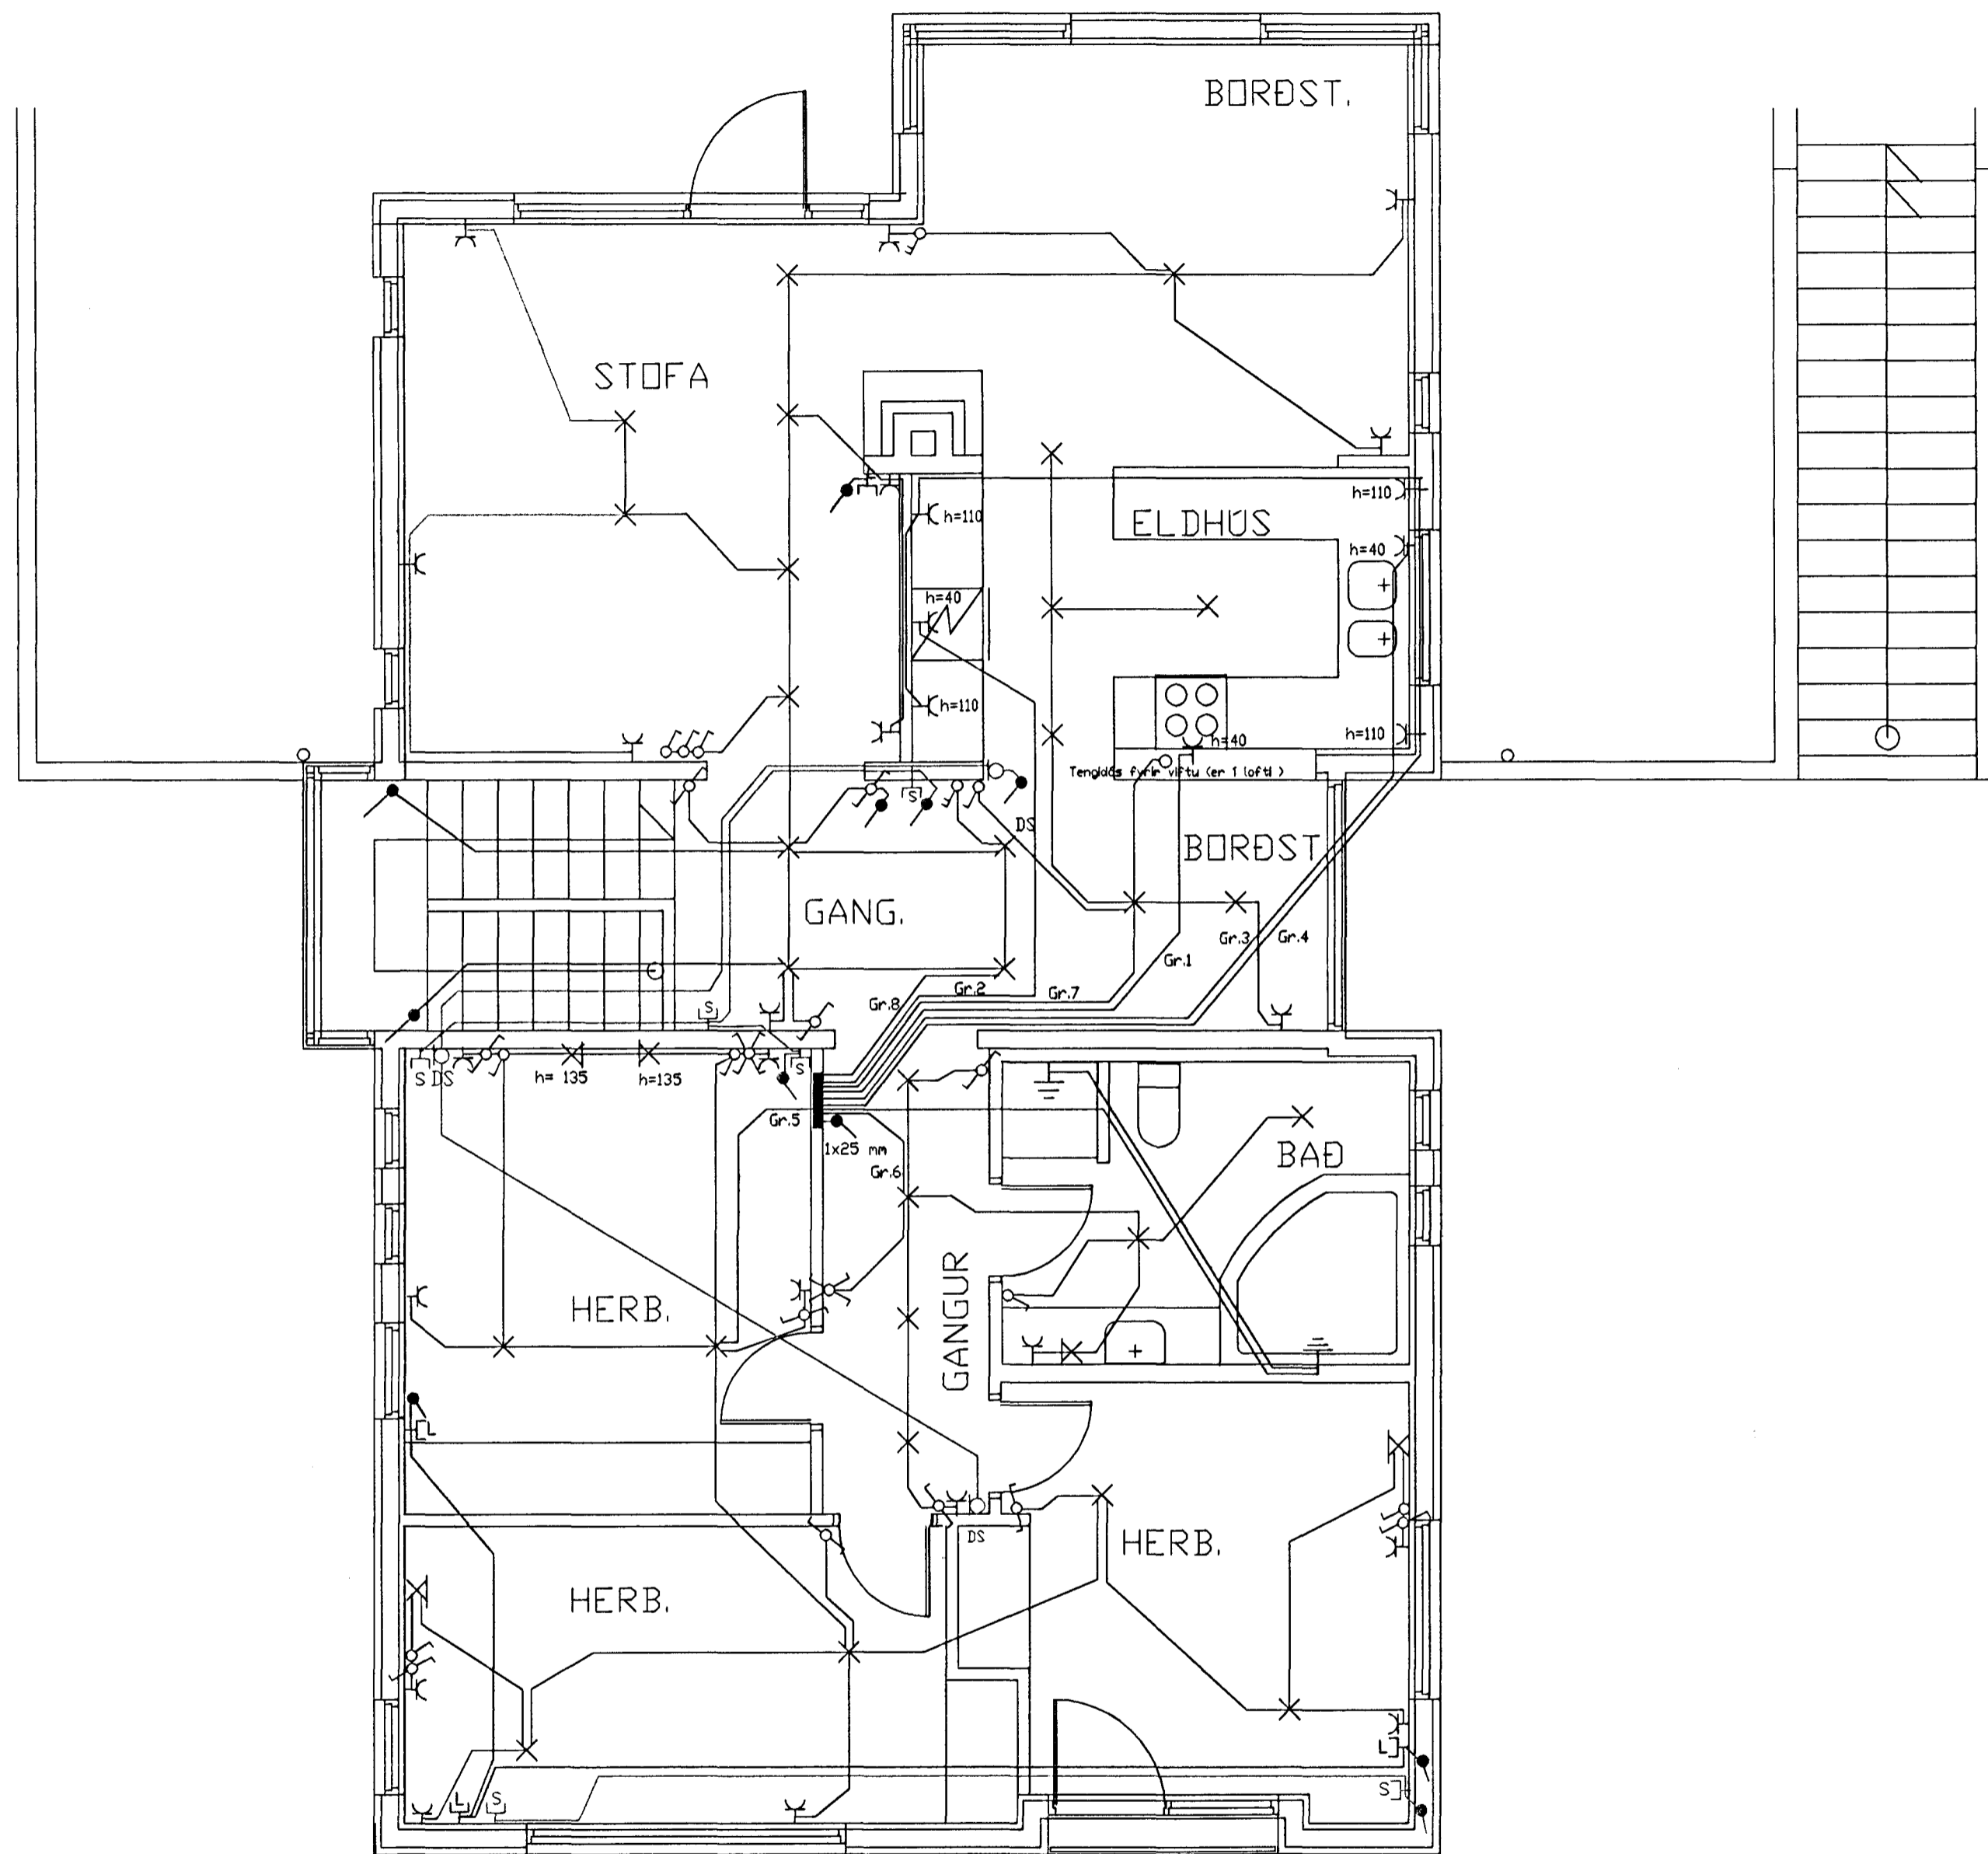 BORÐST.
STOFA
h=110
h=110
ELDHÚS
h=40
h=40
h=110
h=110
h=40
Tengidós fyrir viftu (er í lofti)
S
DS
BORÐST.
GANG.
Gr.3
Gr.4
Gr.1
Gr.2
Gr.7
Gr.8
S
S
DS
h= 135
h=135
S
Gr.5
1x25 mm
Gr.6
BAÐ
GANGUR
HERB.
L
DS
HERB.
HERB.
L
S
L
S